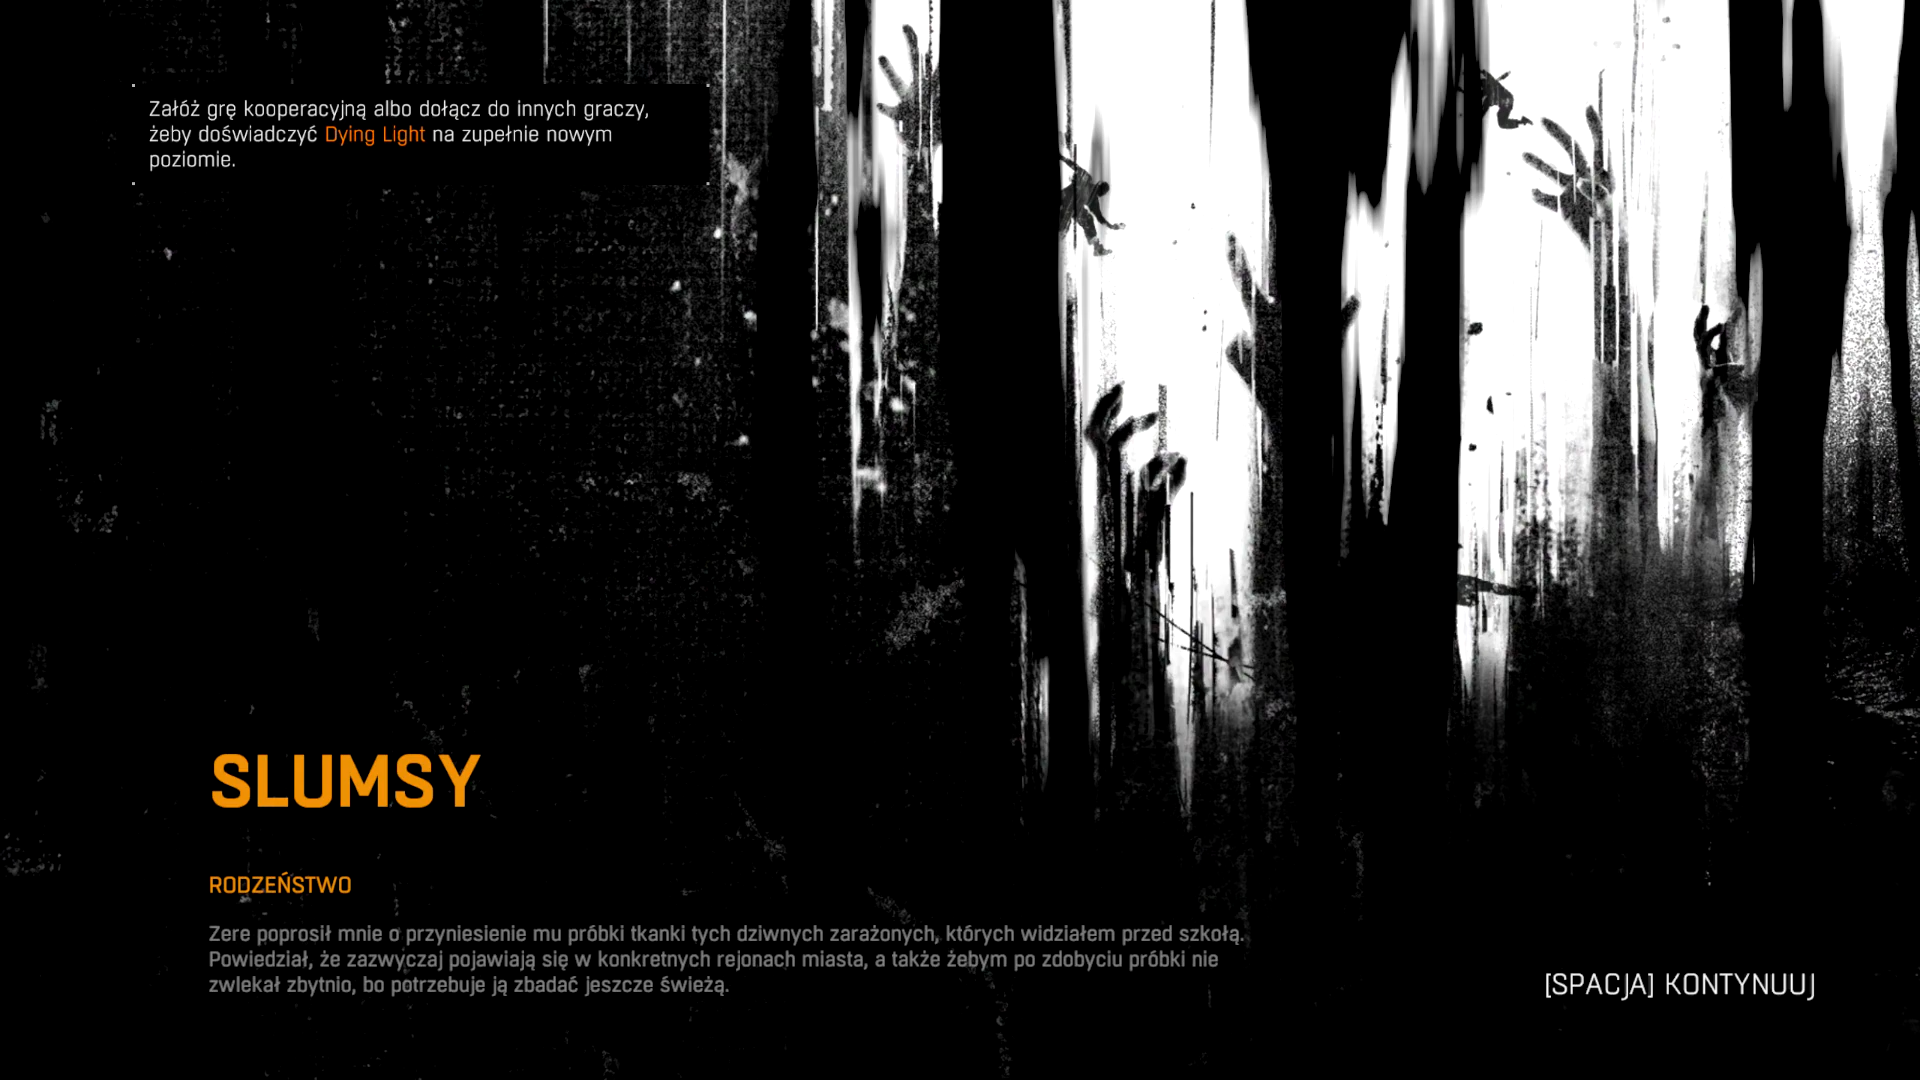 Załóż grę kooperacyjną albo dołącz do innych graczy,
żeby doświadczyć Dying Light na zupełnie nowym
poziomie.
SLUMSY
RODZEŃSTWO
Zere poprosił mnie o przyniesienie mu próbki tkanki tych dziwnych zarażonych, których widziałem przed szkołą.
Powiedział, że zazwyczaj pojawiają się w konkretnych rejonach miasta, a także żebym po zdobyciu próbki nie
zwlekał zbytnio, bo potrzebuje ją zbadać jeszcze świeżą.
[SPACJA] KONTYNUUJ